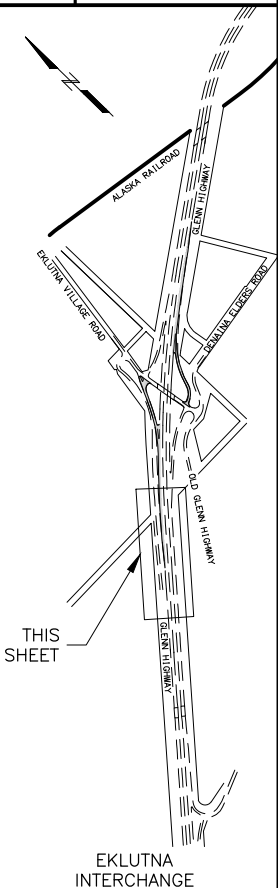 N
ALASKA RAILROAD
GLENN HIGHWAY
EKLUTNA VILLAGE ROAD
DENAINA ELDERS ROAD
OLD GLENN HIGHWAY
THIS
SHEET
GLENN HIGHWAY
EKLUTNA
INTERCHANGE